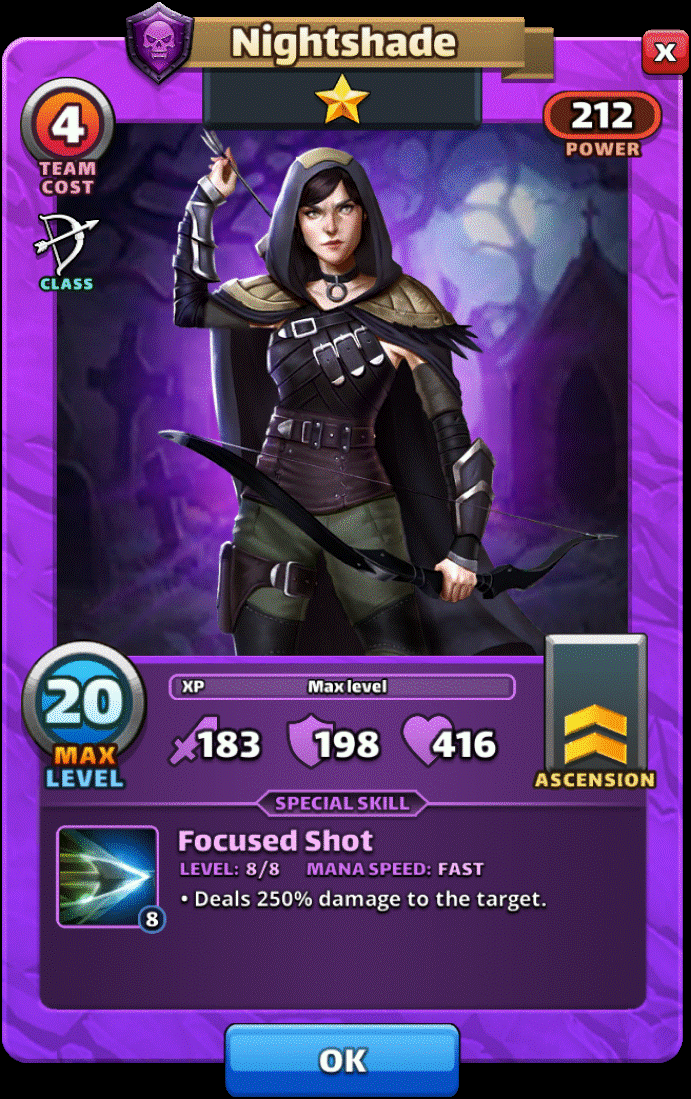 Nightshade
X
4
TEAM
COST
212
POWER
CLASS
20
MAX
LEVEL
XP Max level
183 198 416
ASCENSION
SPECIAL SKILL
Focused Shot
LEVEL: 8/8 MANA SPEED: FAST
8
• Deals 250% damage to the target.
OK